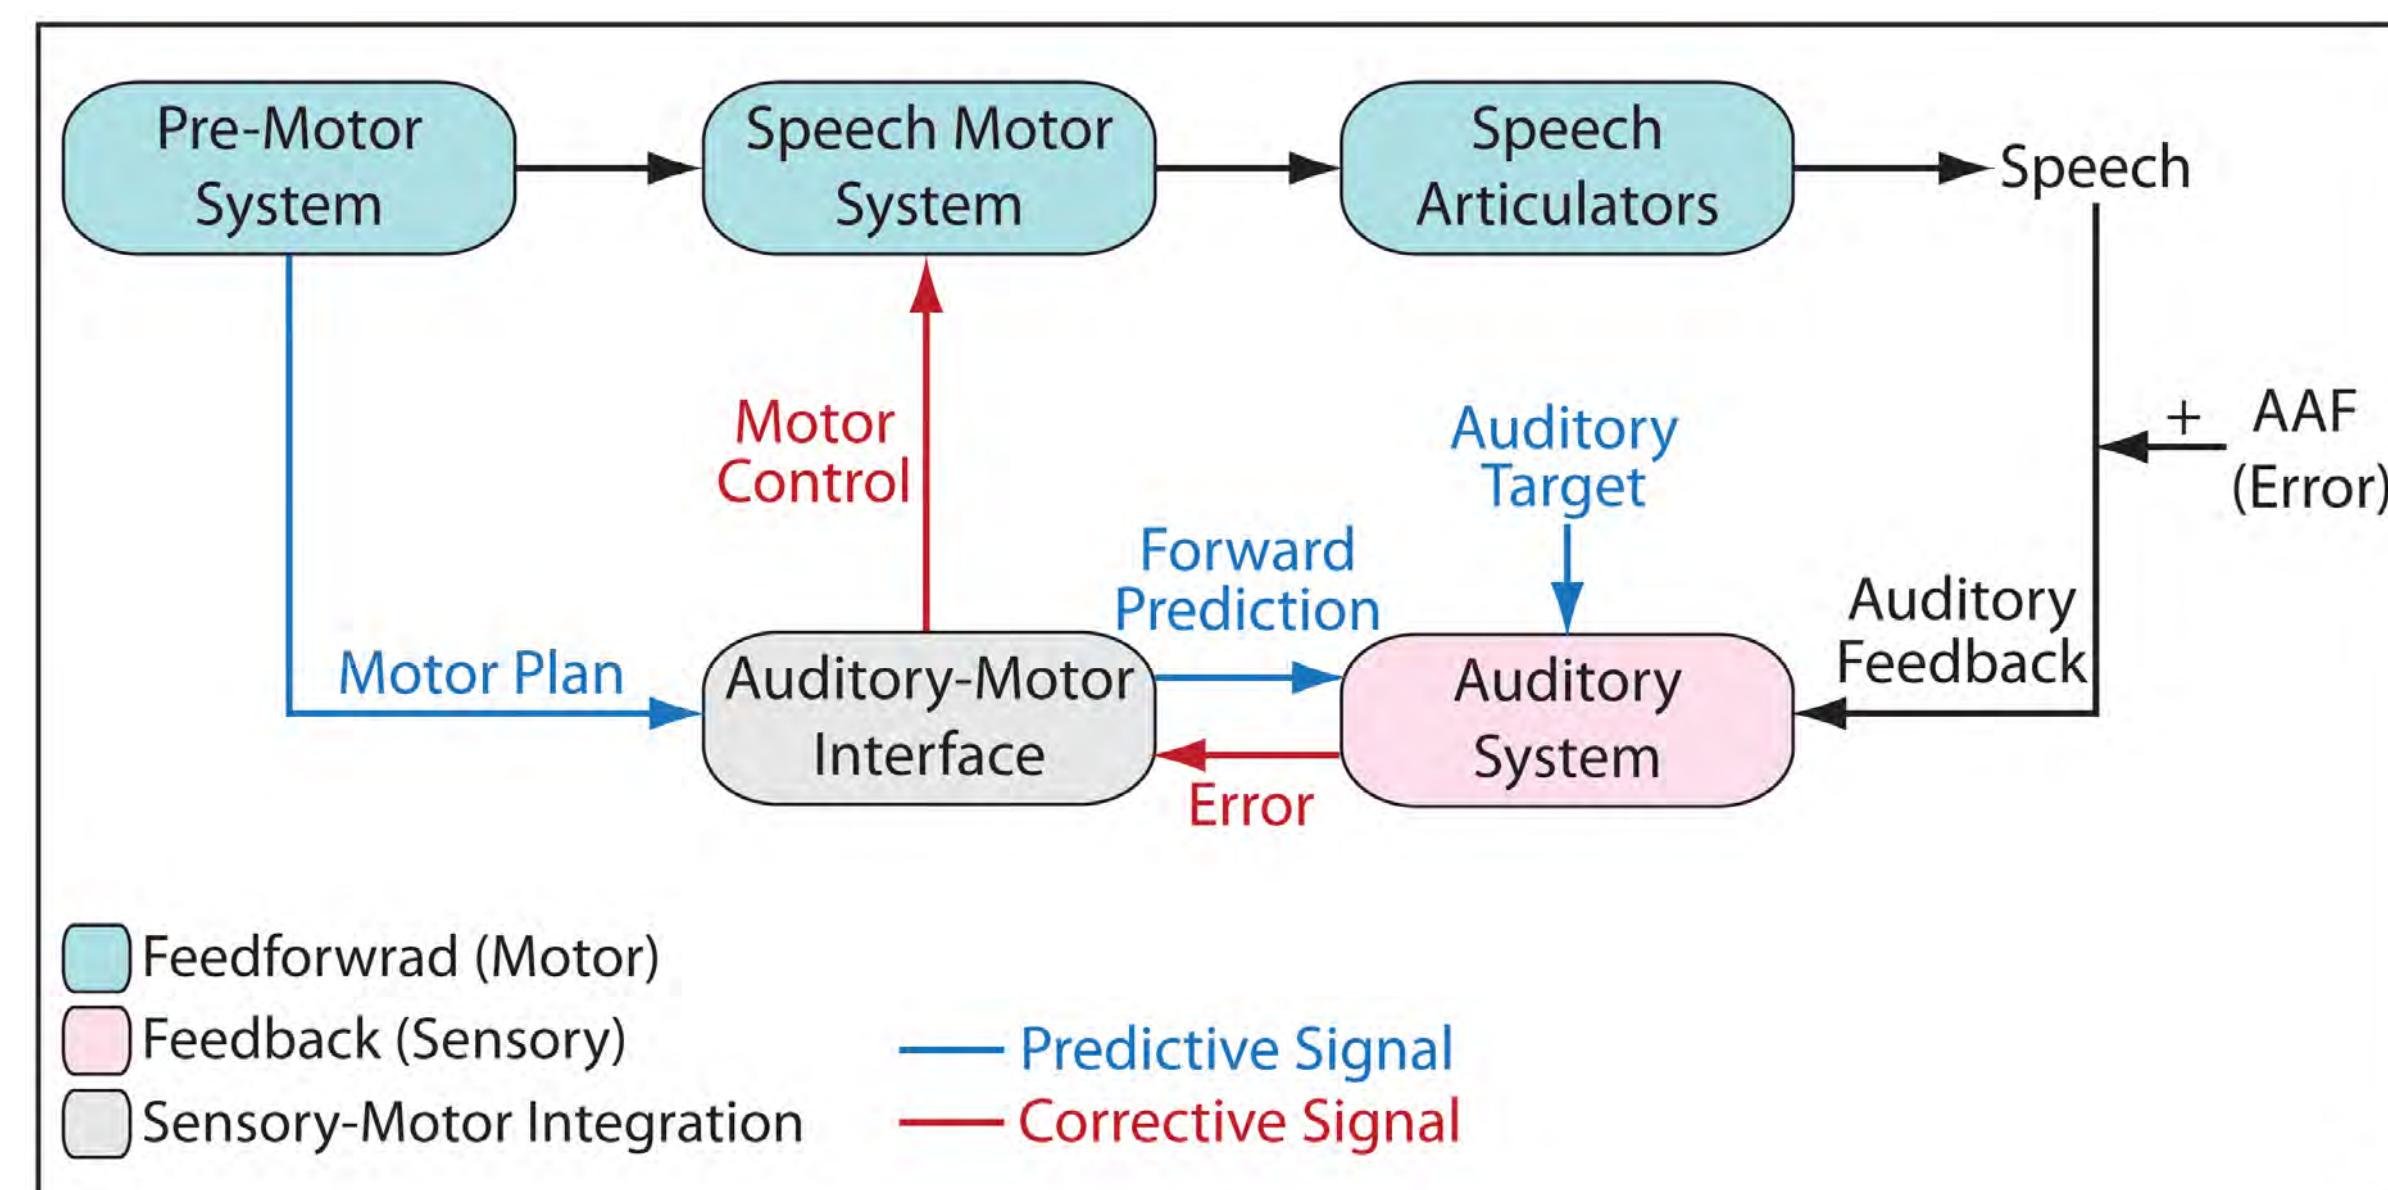 Pre-Motor
System
Speech Motor
System
Speech
Articulators
Speech
Motor
Control
Auditory
Target
+ AAF
(Error)
Forward
Prediction
Auditory
Feedback
Motor Plan
Auditory-Motor
Interface
Auditory
System
Error
Feedforwrad (Motor)
Feedback (Sensory)
Sensory-Motor Integration
Predictive Signal
Corrective Signal